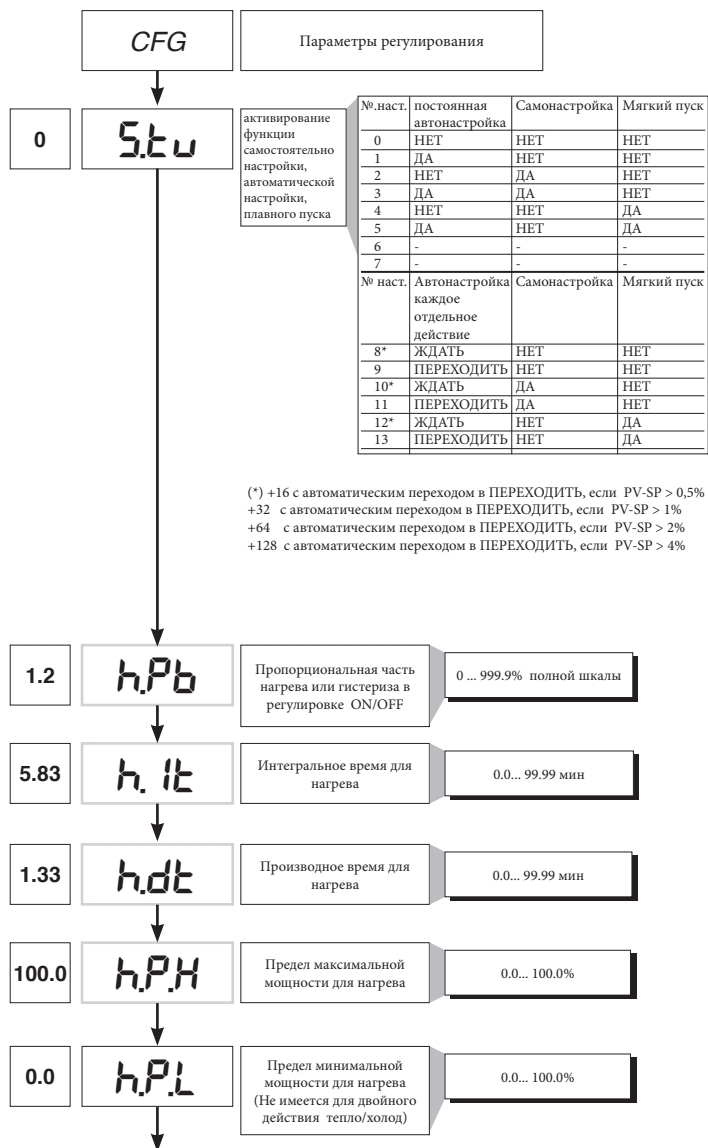 CFG
Параметры регулирования
0
S.tu
активирование
функции
самостоятельно
настройки,
автоматической
настройки,
плавного пуска
№.наст. постоянная автонастройка Самонастройка Мягкий пуск
0 НЕТ НЕТ НЕТ
1 ДА НЕТ НЕТ
2 НЕТ ДА НЕТ
3 ДА ДА НЕТ
4 НЕТ НЕТ ДА
5 ДА НЕТ ДА
6 - - -
7 - - -
№ наст. Автонастройка каждое отдельное действие Самонастройка Мягкий пуск
8* ЖДАТЬ НЕТ НЕТ
9 ПЕРЕХОДИТЬ НЕТ НЕТ
10* ЖДАТЬ ДА НЕТ
11 ПЕРЕХОДИТЬ ДА НЕТ
12* ЖДАТЬ НЕТ ДА
13 ПЕРЕХОДИТЬ НЕТ ДА
(*) +16 с автоматическим переходом в ПЕРЕХОДИТЬ, если PV-SP > 0,5%
+32 с автоматическим переходом в ПЕРЕХОДИТЬ, если PV-SP > 1%
+64 с автоматическим переходом в ПЕРЕХОДИТЬ, если PV-SP > 2%
+128 с автоматическим переходом в ПЕРЕХОДИТЬ, если PV-SP > 4%
1.2
h.Pb
Пропорциональная часть
нагрева или гистериза в
регулировке ON/OFF
0 ... 999.9% полной шкалы
5.83
h.It
Интегральное время для
нагрева
0.0... 99.99 мин
1.33
h.dt
Производное время для
нагрева
0.0... 99.99 мин
100.0
h.P.H
Предел максимальной
мощности для нагрева
0.0... 100.0%
0.0
h.P.L
Предел минимальной
мощности для нагрева
(Не имеется для двойного
действия тепло/холод)
0.0... 100.0%